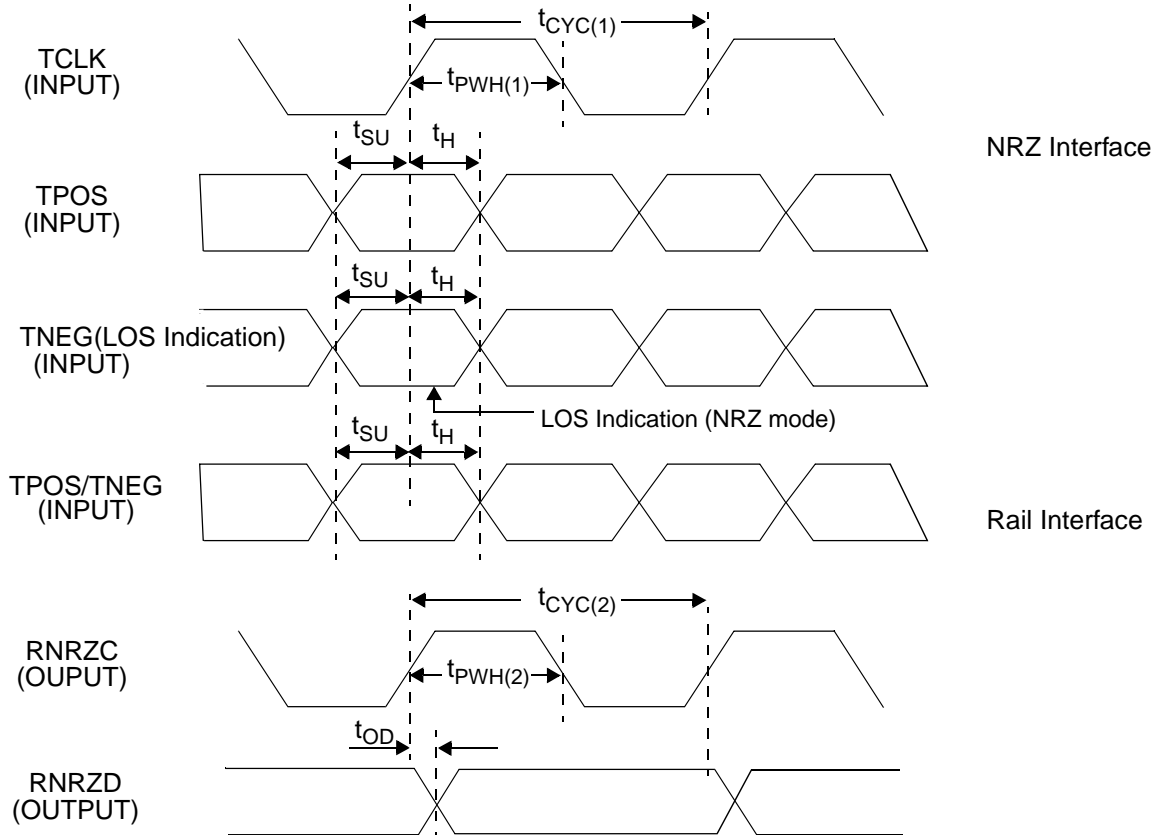 tCYC(1)
TCLK
(INPUT)
tPWH(1)
tSU tH
NRZ Interface
TPOS
(INPUT)
tSU tH
TNEG(LOS Indication)
(INPUT)
LOS Indication (NRZ mode)
tSU tH
TPOS/TNEG
(INPUT)
Rail Interface
tCYC(2)
RNRZC
(OUPUT)
tPWH(2)
tOD
RNRZD
(OUTPUT)